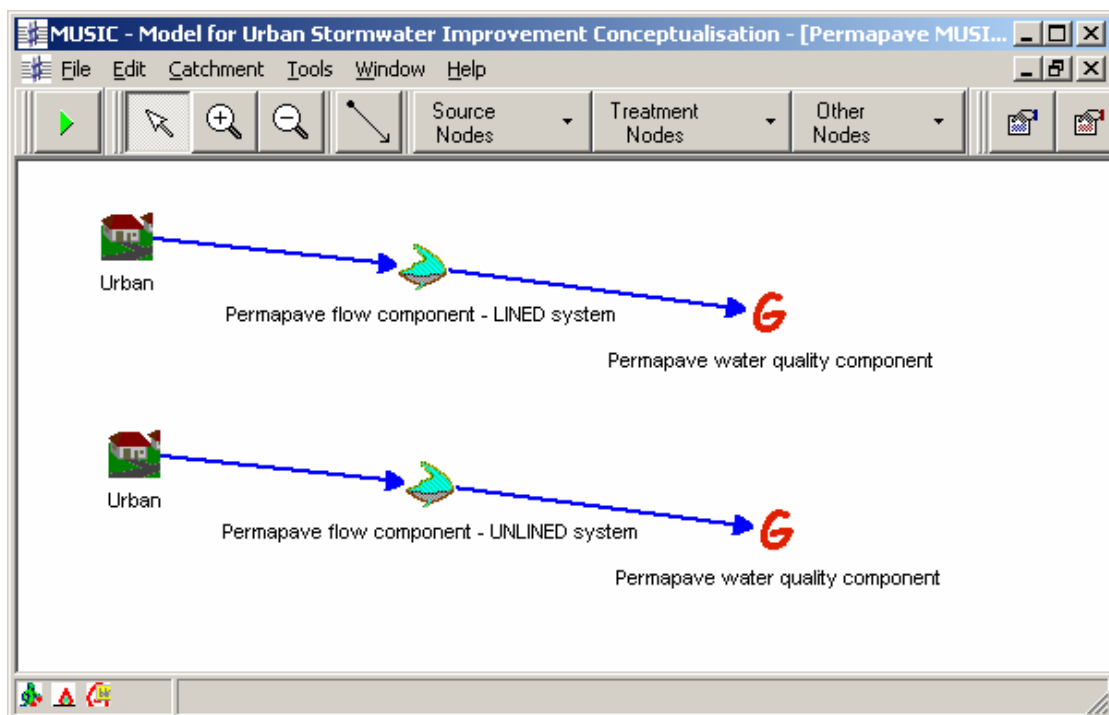 MUSIC - Model for Urban Stormwater Improvement Conceptualisation - [Permapave MUSI...
File Edit Catchment Tools Window Help
Source Nodes
Treatment Nodes
Other Nodes
Urban
Permapave flow component - LINED system
G
Permapave water quality component
Urban
Permapave flow component - UNLINED system
G
Permapave water quality component